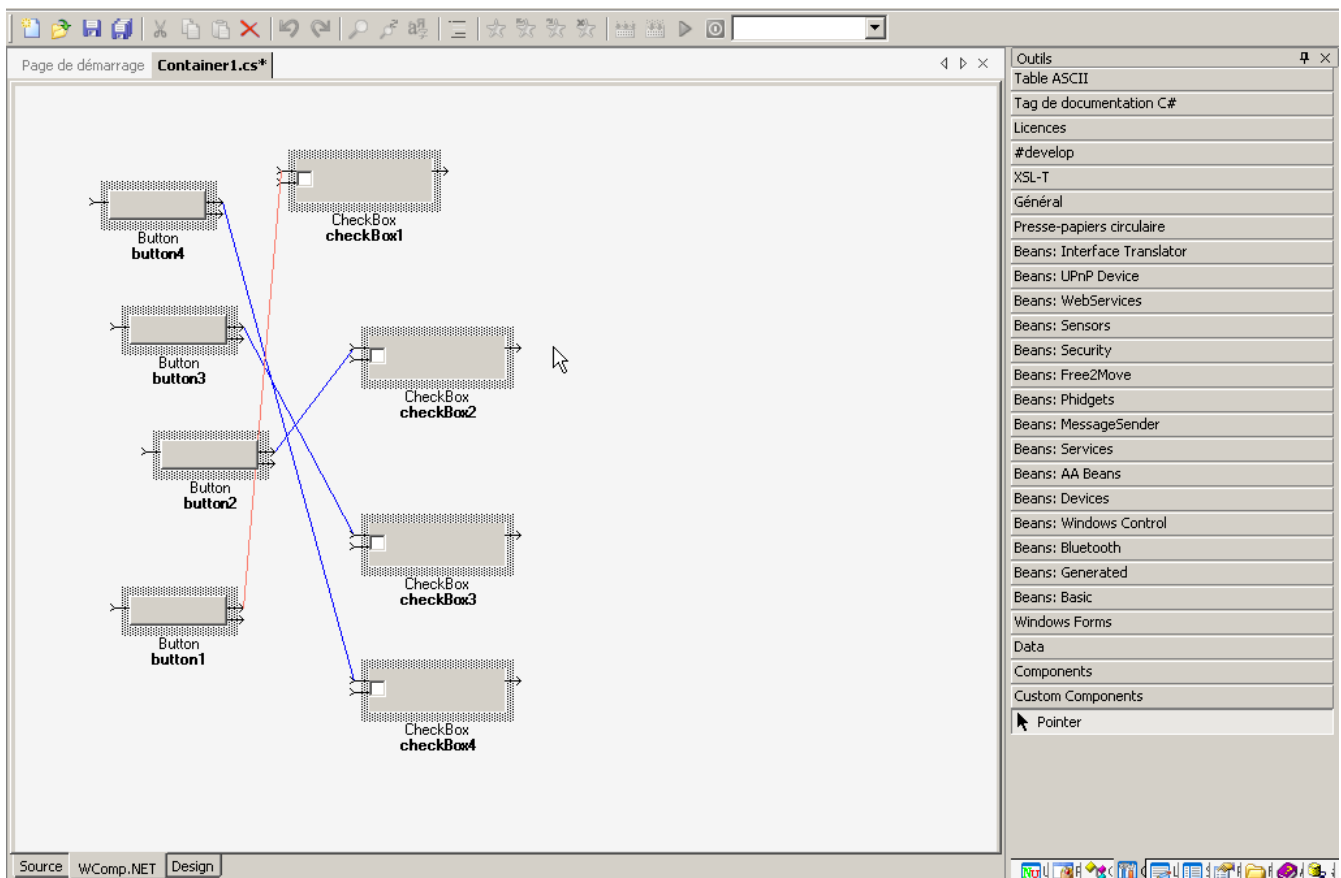 Page de démarrage Container1.cs*
Outils
Table ASCII
Tag de documentation C#
Licences
#develop
XSL-T
Général
Presse-papiers circulaire
Beans: Interface Translator
Beans: UPnP Device
Beans: WebServices
Beans: Sensors
Beans: Security
Beans: Free2Move
Beans: Phidgets
Beans: MessageSender
Beans: Services
Beans: AA Beans
Beans: Devices
Beans: Windows Control
Beans: Bluetooth
Beans: Generated
Beans: Basic
Windows Forms
Data
Components
Custom Components
Pointer
CheckBox
checkBox1
Button
button4
Button
button3
CheckBox
checkBox2
Button
button2
CheckBox
checkBox3
Button
button1
CheckBox
checkBox4
Source WComp.NET Design